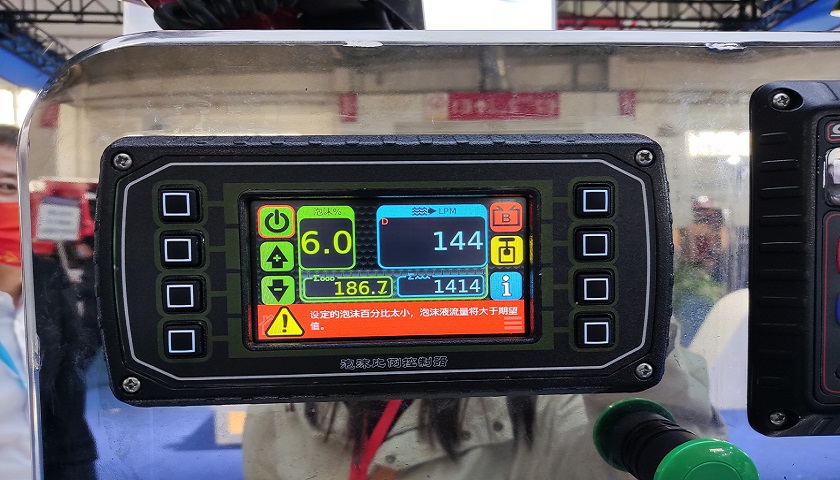 泡沫%
LPM
6.0
D
144
B
186.7
1414
i
设定的泡沫百分比太小，泡沫液流量将大于期望
值。
泡沫比例控制器